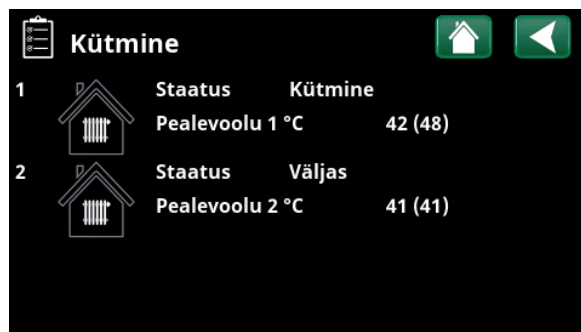 Kütmine
1 Staatus Kütmine
Pealevoolu 1 °C 42 (48)
2 Staatus Väljas
Pealevoolu 2 °C 41 (41)